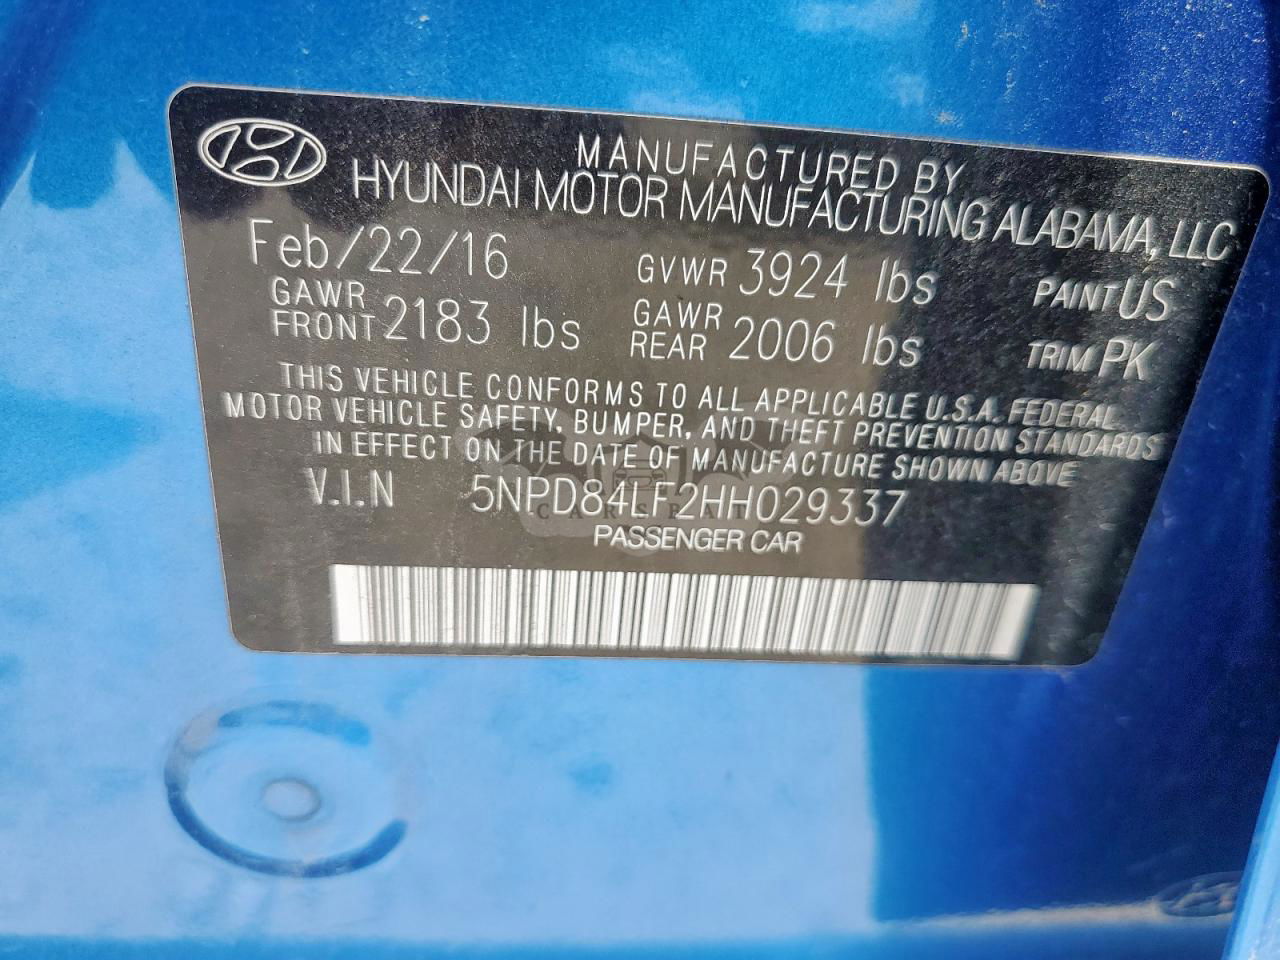 MANUFACTURED BY
HYUNDAI MOTOR MANUFACTURING ALABAMA, LLC
Feb/22/16 GVWR 3924 lbs PAINT US
GAWR FRONT 2183 lbs GAWR REAR 2006 lbs TRIM PK
THIS VEHICLE CONFORMS TO ALL APPLICABLE U.S.A. FEDERAL
MOTOR VEHICLE SAFETY, BUMPER, AND THEFT PREVENTION STANDARDS
IN EFFECT ON THE DATE OF MANUFACTURE SHOWN ABOVE
V.I.N 5NPD84LF2HH029337
PASSENGER CAR